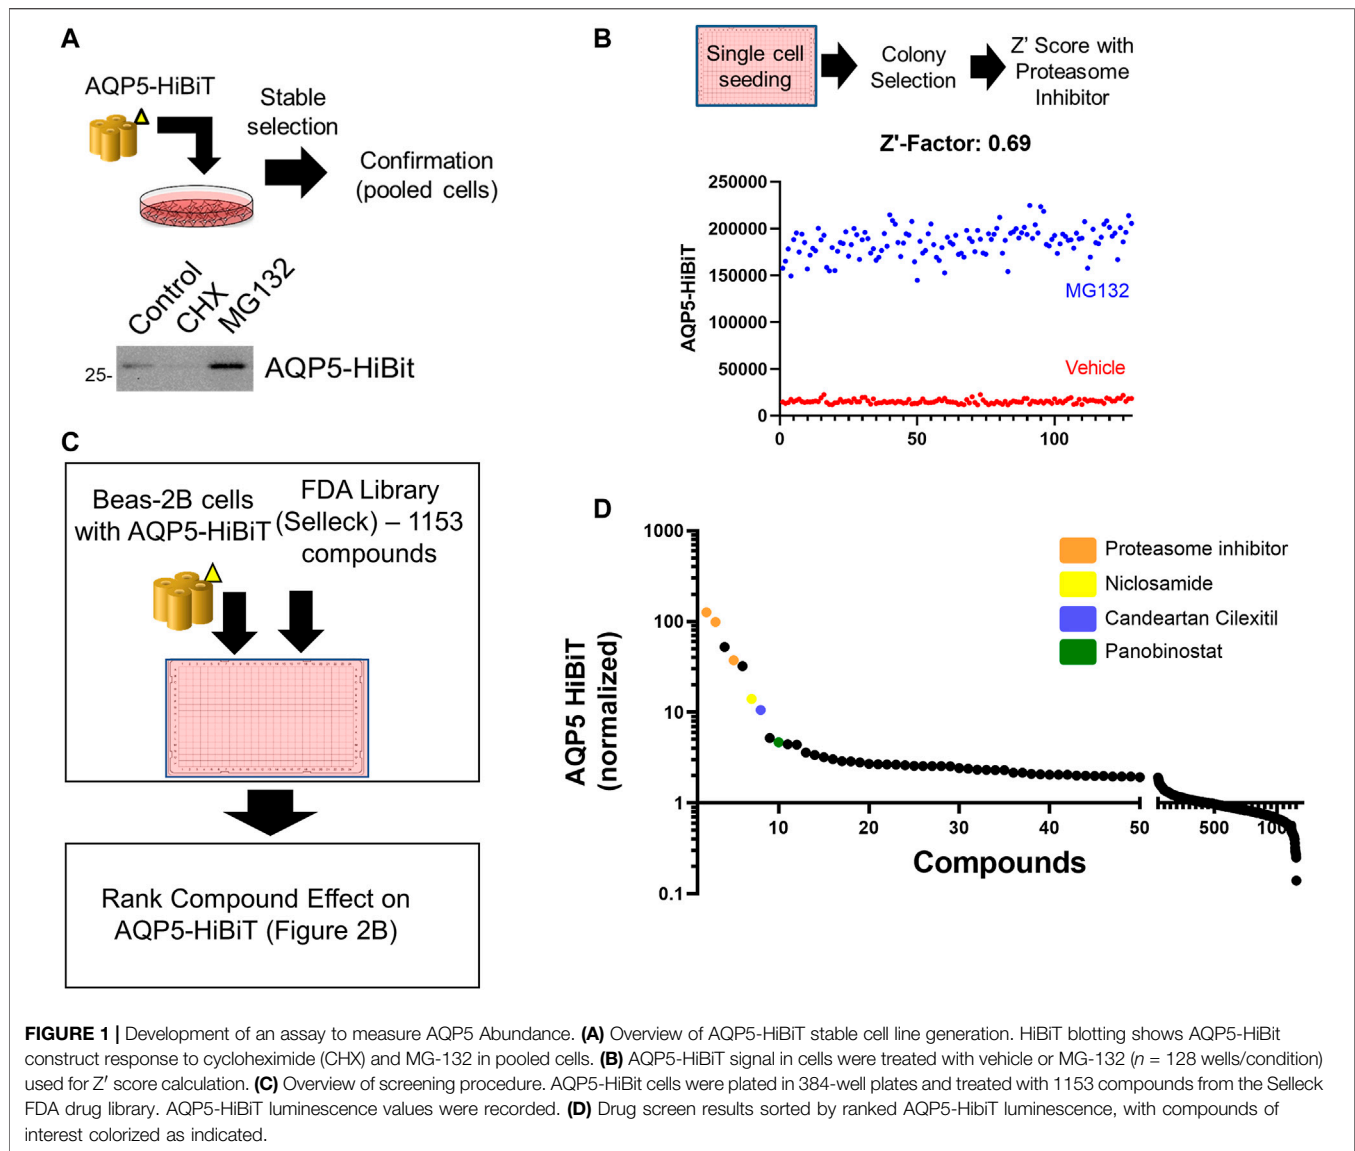 A
AQP5-HiBiT
Stable
selection
Confirmation
(pooled cells)
Control
CHX
MG132
25-
AQP5-HiBit
B
Single cell
seeding
Colony
Selection
Z’ Score with
Proteasome
Inhibitor
Z'-Factor: 0.69
AQP5-HiBiT
250000
200000
150000
100000
50000
0
MG132
Vehicle
0
50
100
C
Beas-2B cells
with AQP5-HiBiT
FDA Library
(Selleck) – 1153
compounds
Rank Compound Effect on
AQP5-HiBiT (Figure 2B)
D
AQP5 HiBiT
(normalized)
1000
100
10
1
0.1
Proteasome inhibitor
Niclosamide
Candeartan Cilexitil
Panobinostat
10
20
30
40
50
500
100
Compounds
FIGURE 1 | Development of an assay to measure AQP5 Abundance. (A) Overview of AQP5-HiBiT stable cell line generation. HiBiT blotting shows AQP5-HiBit
construct response to cycloheximide (CHX) and MG-132 in pooled cells. (B) AQP5-HiBiT signal in cells were treated with vehicle or MG-132 (n = 128 wells/condition)
used for Z′ score calculation. (C) Overview of screening procedure. AQP5-HiBit cells were plated in 384-well plates and treated with 1153 compounds from the Selleck
FDA drug library. AQP5-HiBiT luminescence values were recorded. (D) Drug screen results sorted by ranked AQP5-HibiT luminescence, with compounds of
interest colorized as indicated.